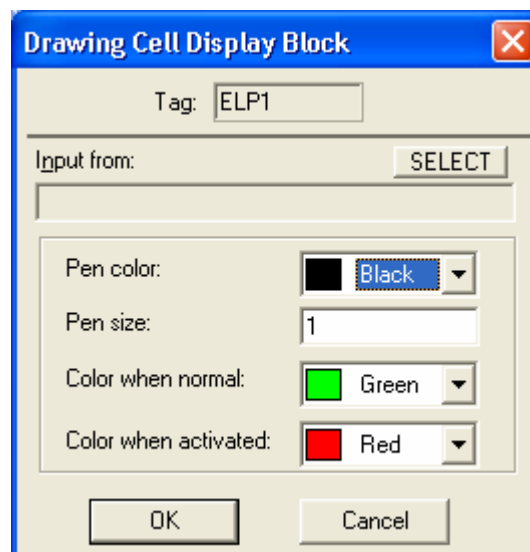 Drawing Cell Display Block
Tag: ELP1
Input from: SELECT
Pen color: Black
Pen size: 1
Color when normal: Green
Color when activated: Red
OK Cancel